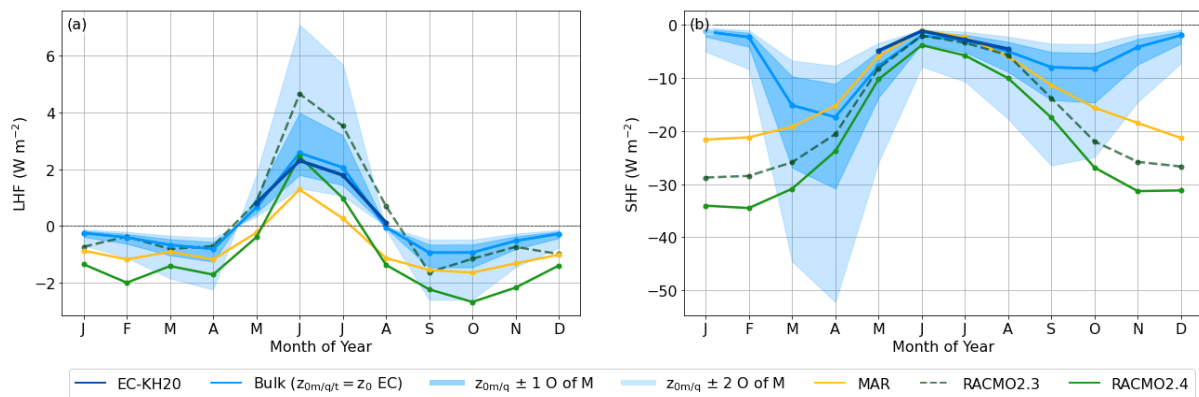 (a)
LHF (W m⁻²)
6
4
2
0
−2
J F M A M J J A S O N D
Month of Year
(b)
SHF (W m⁻²)
0
−10
−20
−30
−40
−50
J F M A M J J A S O N D
Month of Year
EC-KH20 Bulk (z₀ₘ/q/t = z₀ EC) z₀ₘ/q ± 1 O of M z₀ₘ/q ± 2 O of M MAR RACMO2.3 RACMO2.4